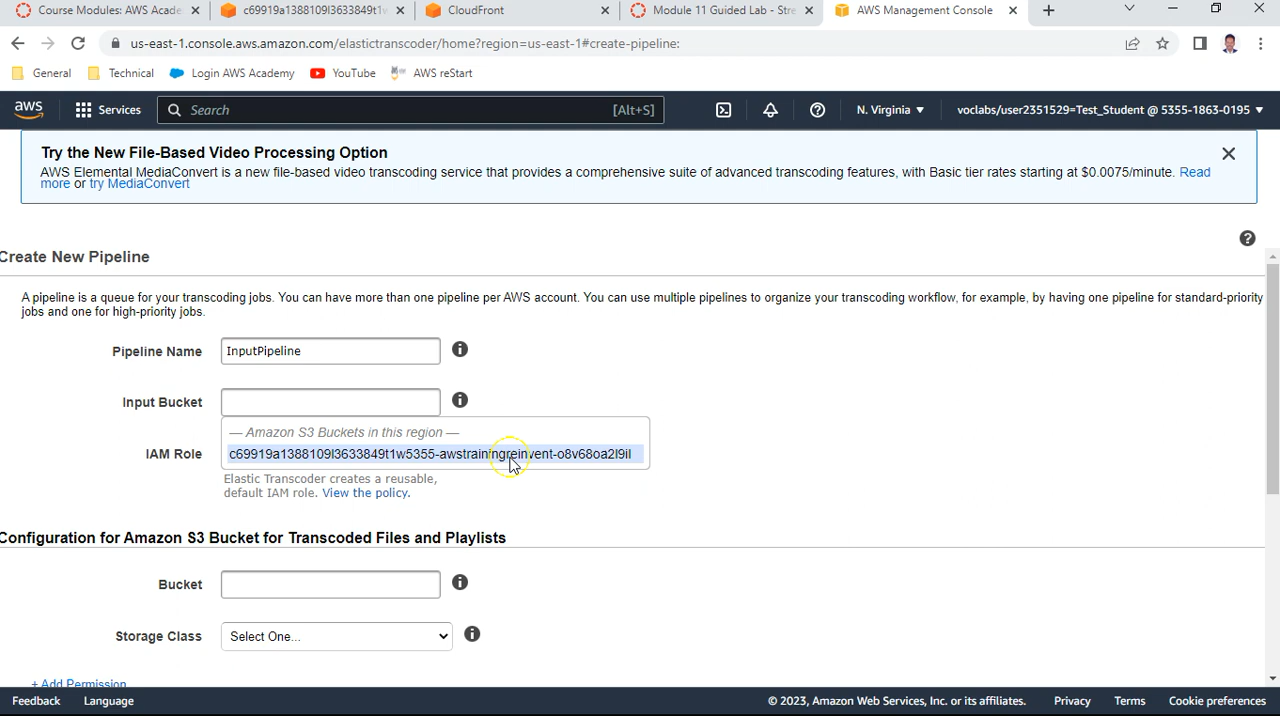 Course Modules: AWS Acade
c69919a1388109l3633849t1w
CloudFront
Module 11 Guided Lab - Stre
AWS Management Console
us-east-1.console.aws.amazon.com/elastictranscoder/home?region=us-east-1#create-pipeline:
General
Technical
Login AWS Academy
YouTube
AWS reStart
aws
Services
Search
[Alt+S]
N. Virginia
voclabs/user2351529=Test_Student @ 5355-1863-0195
Try the New File-Based Video Processing Option
AWS Elemental MediaConvert is a new file-based video transcoding service that provides a comprehensive suite of advanced transcoding features, with Basic tier rates starting at $0.0075/minute. Read
more or try MediaConvert
Create New Pipeline
A pipeline is a queue for your transcoding jobs. You can have more than one pipeline per AWS account. You can use multiple pipelines to organize your transcoding workflow, for example, by having one pipeline for standard-priority
jobs and one for high-priority jobs.
Pipeline Name
InputPipeline
Input Bucket
— Amazon S3 Buckets in this region —
IAM Role
c69919a1388109l3633849t1w5355-awstrainingreinvent-o8v68oa2l9il
Elastic Transcoder creates a reusable,
default IAM role. View the policy.
Configuration for Amazon S3 Bucket for Transcoded Files and Playlists
Bucket
Storage Class
Select One...
+ Add Permission
Feedback
Language
© 2023, Amazon Web Services, Inc. or its affiliates.
Privacy
Terms
Cookie preferences